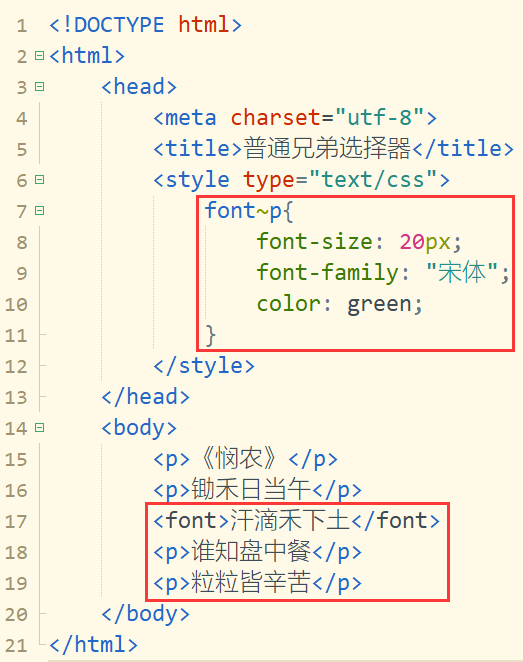 1 <!DOCTYPE html>
2 <html>
3 <head>
4 <meta charset="utf-8">
5 <title>普通兄弟选择器</title>
6 <style type="text/css">
7 font~p{
8 font-size: 20px;
9 font-family: "宋体";
10 color: green;
11 }
12 </style>
13 </head>
14 <body>
15 <p>《悯农》</p>
16 <p>锄禾日当午</p>
17 <font>汗滴禾下土</font>
18 <p>谁知盘中餐</p>
19 <p>粒粒皆辛苦</p>
20 </body>
21 </html>